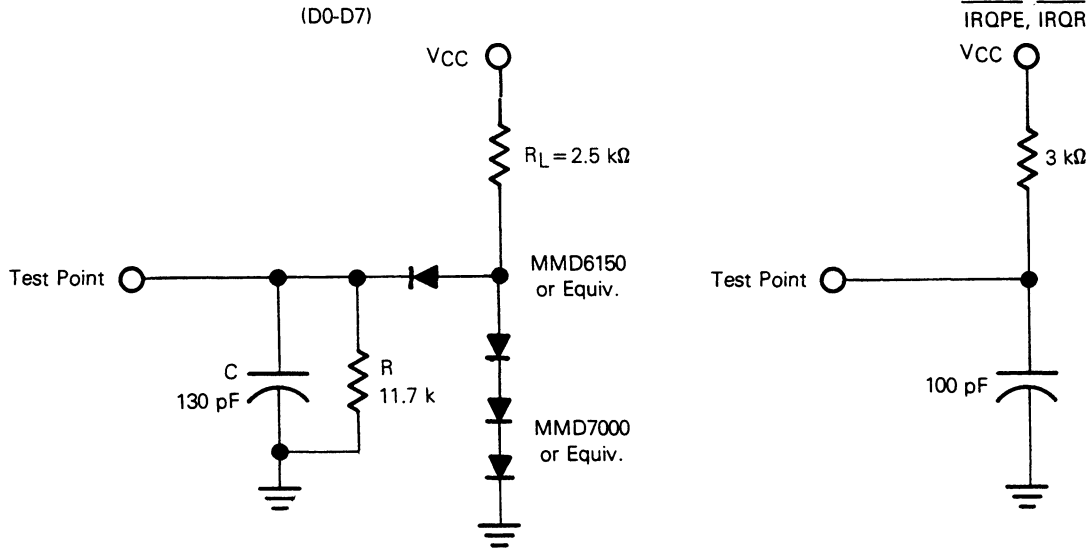 (D0-D7)
VCC
RL = 2.5 kΩ
Test Point
MMD6150
or Equiv.
C
130 pF
R
11.7 k
MMD7000
or Equiv.
IRQPE, IRQR
VCC
3 kΩ
Test Point
100 pF